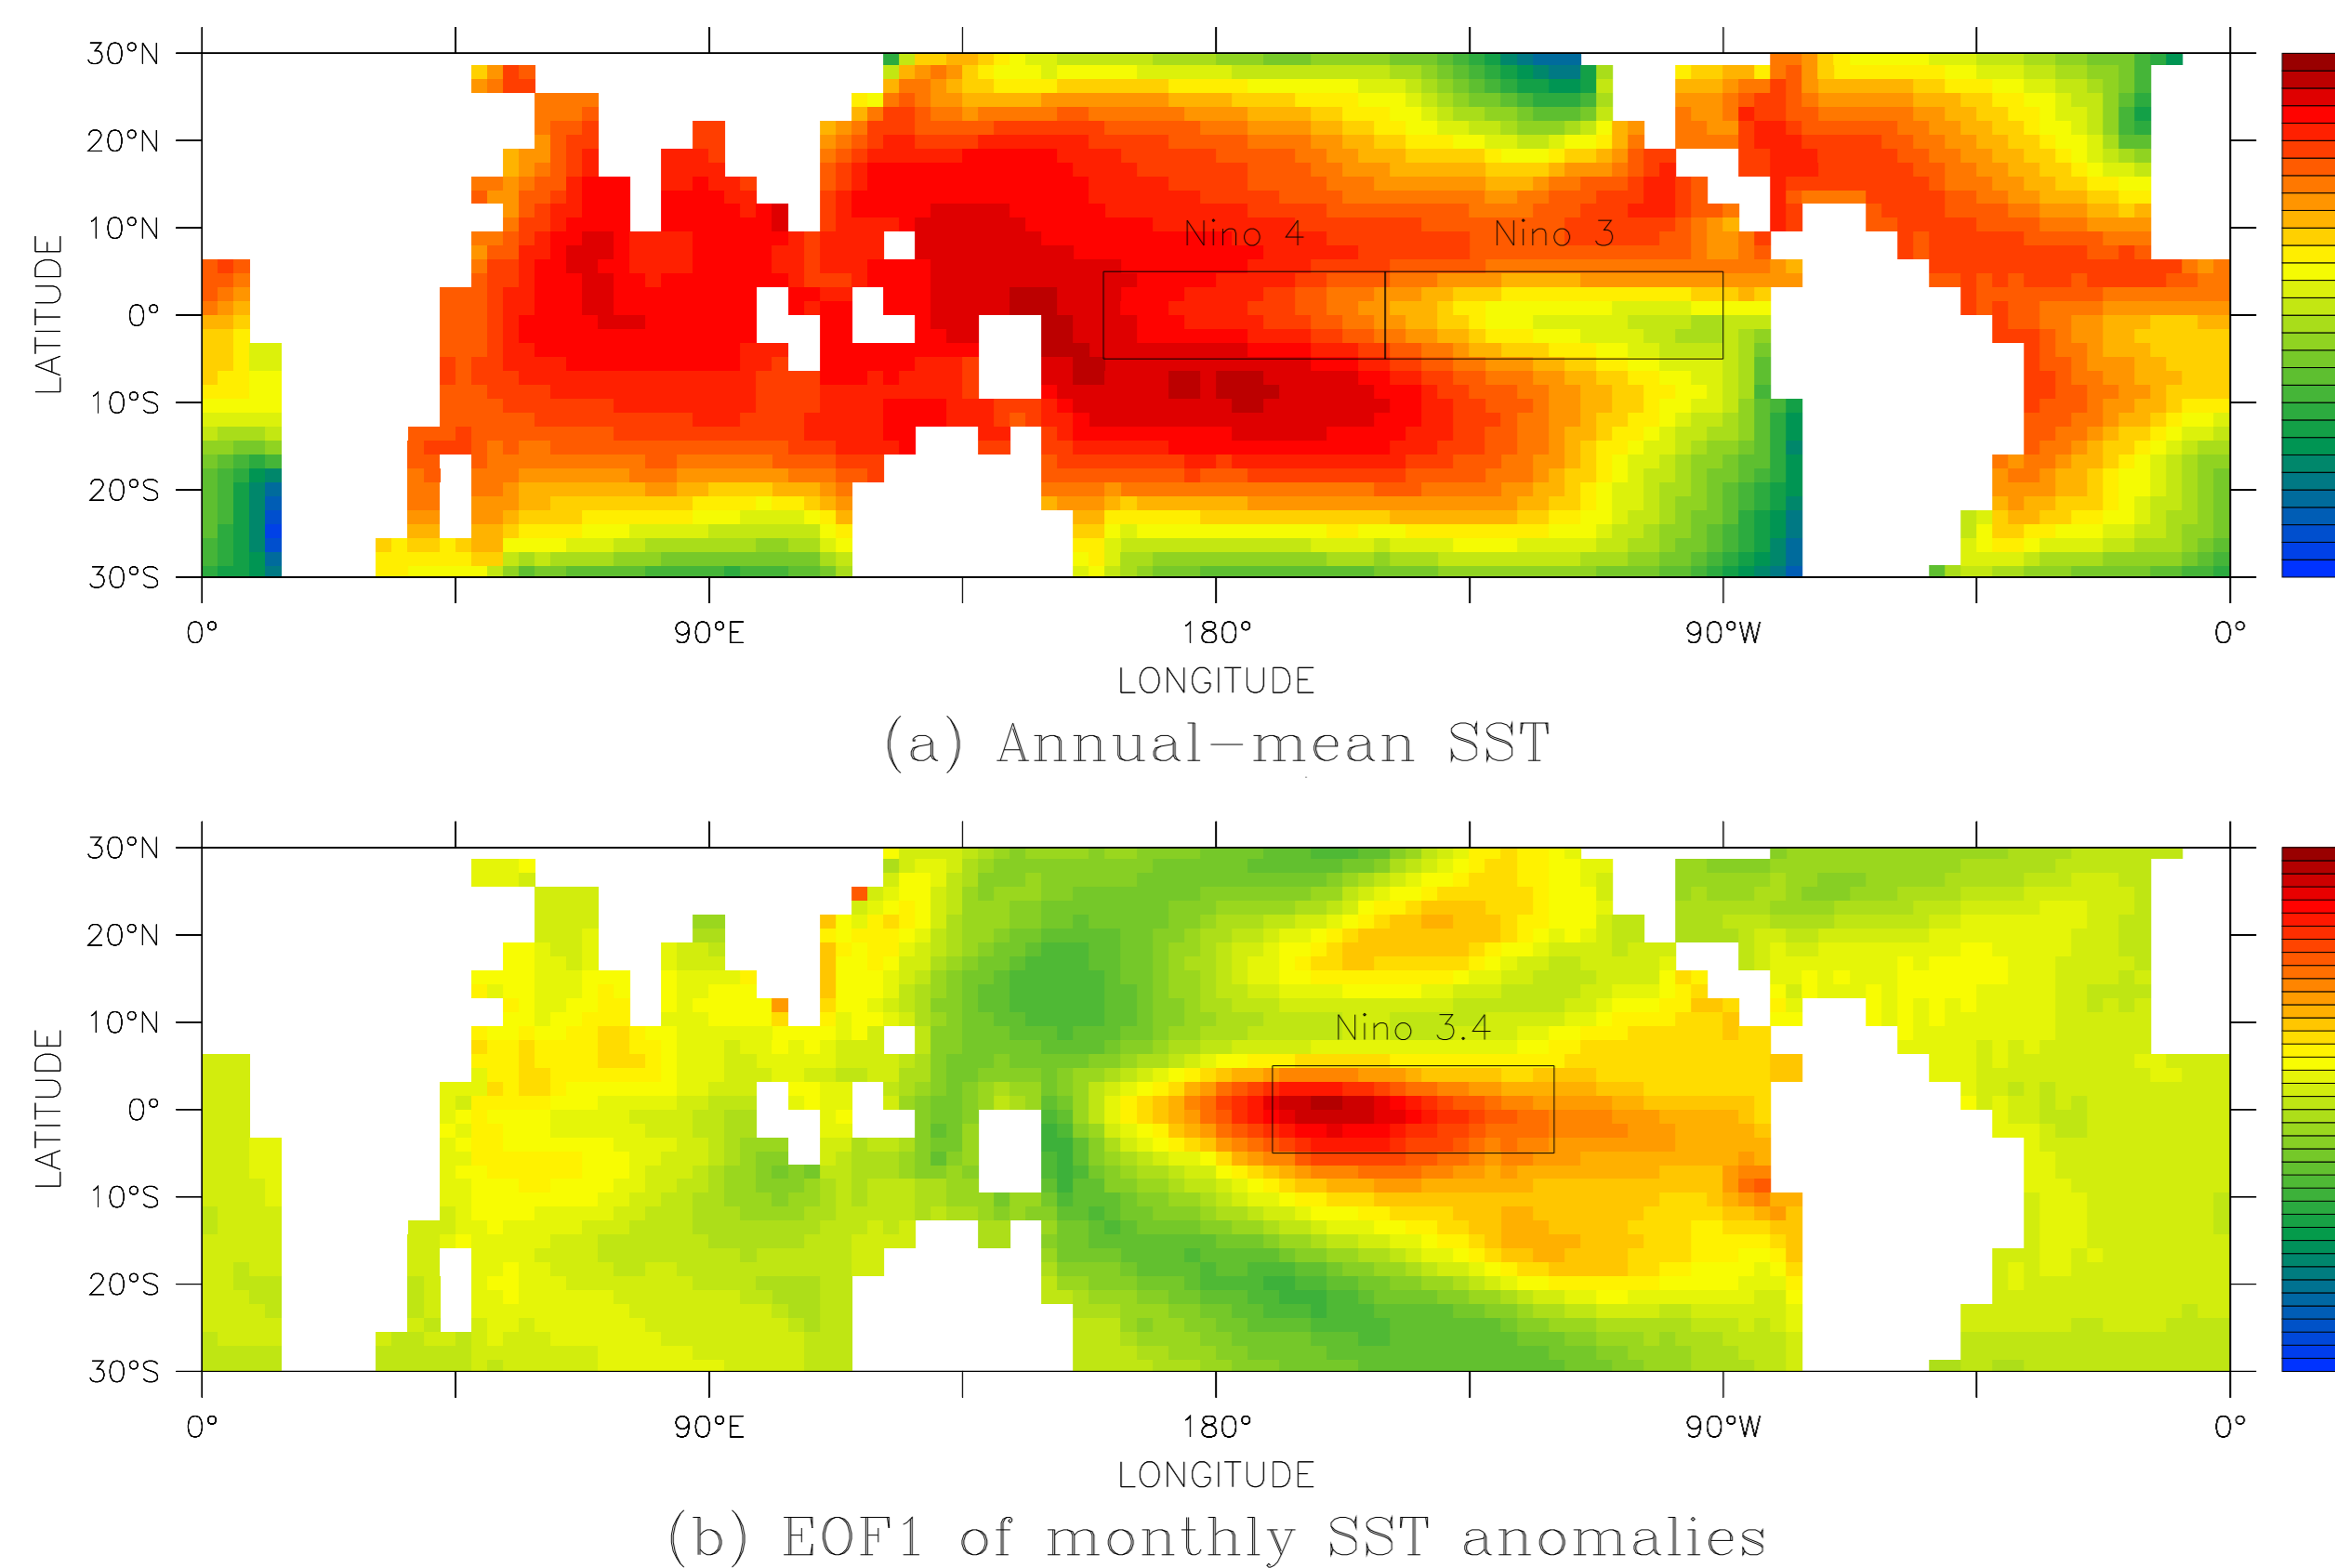 30°N
20°N
10°N
0°
10°S
20°S
30°S
LATITUDE
Nino 4
Nino 3
0°
90°E
180°
90°W
0°
LONGITUDE
(a) Annual-mean SST
30°N
20°N
10°N
0°
10°S
20°S
30°S
LATITUDE
Nino 3.4
0°
90°E
180°
90°W
0°
LONGITUDE
(b) EOF1 of monthly SST anomalies